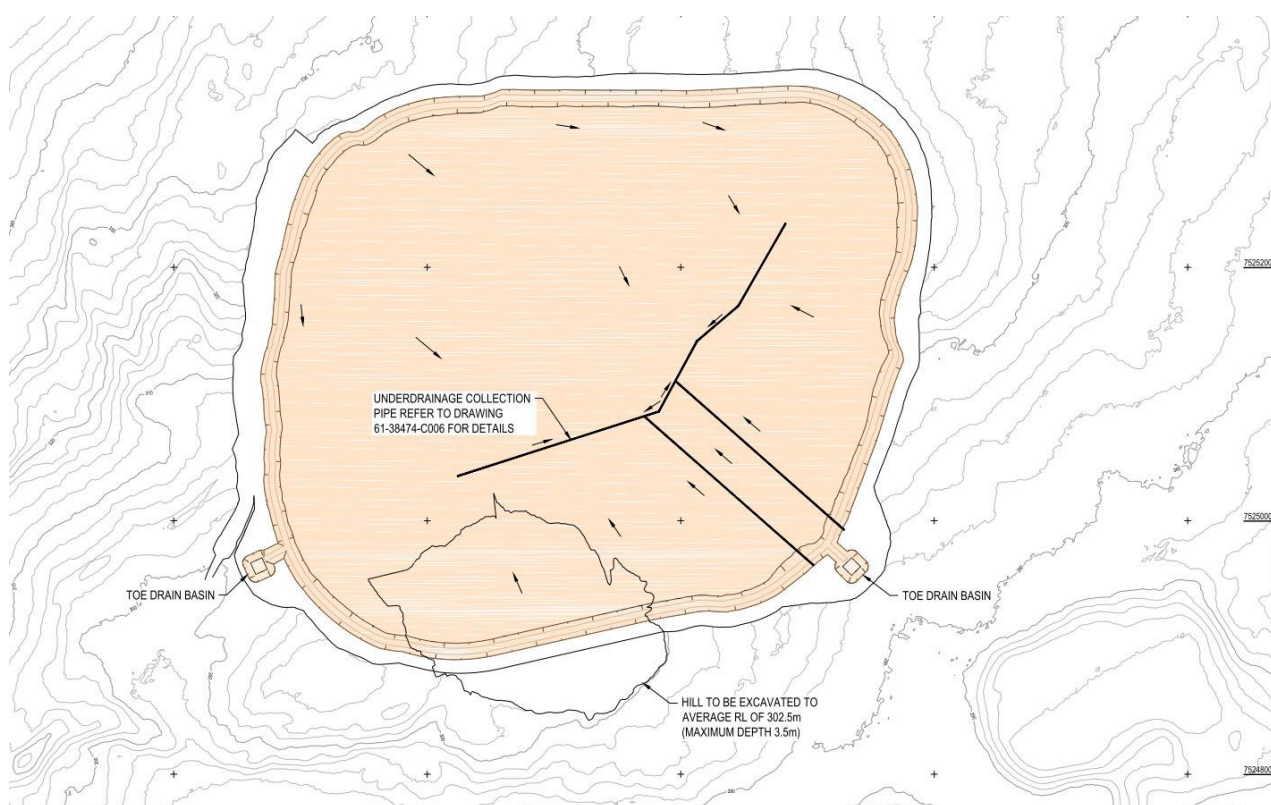 7525200
UNDERDRAINAGE COLLECTION
PIPE REFER TO DRAWING
61-38474-C006 FOR DETAILS
7525000
TOE DRAIN BASIN
TOE DRAIN BASIN
HILL TO BE EXCAVATED TO
AVERAGE RL OF 302.5m
(MAXIMUM DEPTH 3.5m)
7524800